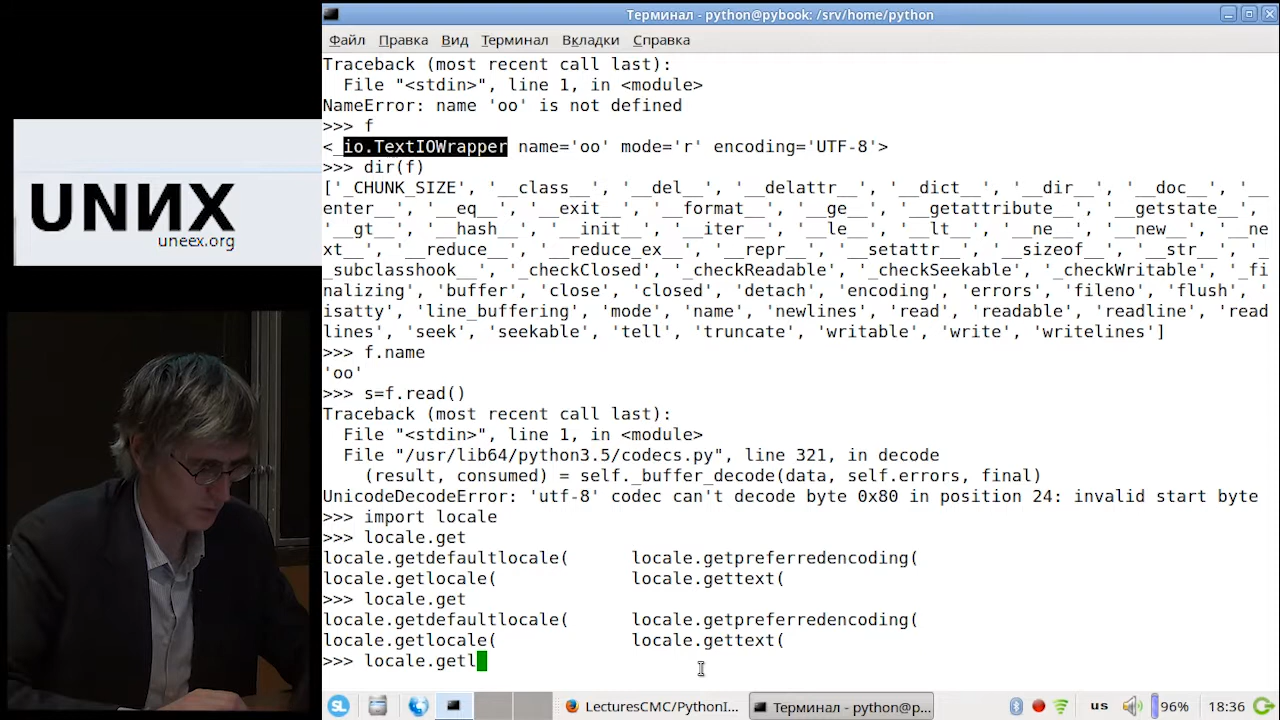 Терминал - python@pybook: /srv/home/python
Файл Правка Вид Терминал Вкладки Справка
Traceback (most recent call last):
  File "<stdin>", line 1, in <module>
NameError: name 'oo' is not defined
>>> f
<_io.TextIOWrapper name='oo' mode='r' encoding='UTF-8'>
>>> dir(f)
['_CHUNK_SIZE', '__class__', '__del__', '__delattr__', '__dict__', '__dir__', '__doc__', '__
enter__', '__eq__', '__exit__', '__format__', '__ge__', '__getattribute__', '__getstate__',
'__gt__', '__hash__', '__init__', '__iter__', '__le__', '__lt__', '__ne__', '__new__', '__ne
xt__', '__reduce__', '__reduce_ex__', '__repr__', '__setattr__', '__sizeof__', '__str__', '_
_subclasshook__', '_checkClosed', '_checkReadable', '_checkSeekable', '_checkWritable', '_fi
nalizing', 'buffer', 'close', 'closed', 'detach', 'encoding', 'errors', 'fileno', 'flush', '
isatty', 'line_buffering', 'mode', 'name', 'newlines', 'read', 'readable', 'readline', 'read
lines', 'seek', 'seekable', 'tell', 'truncate', 'writable', 'write', 'writelines']
>>> f.name
'oo'
>>> s=f.read()
Traceback (most recent call last):
  File "<stdin>", line 1, in <module>
  File "/usr/lib64/python3.5/codecs.py", line 321, in decode
    (result, consumed) = self._buffer_decode(data, self.errors, final)
UnicodeDecodeError: 'utf-8' codec can't decode byte 0x80 in position 24: invalid start byte
>>> import locale
>>> locale.get
locale.getdefaultlocale(      locale.getpreferredencoding(
locale.getlocale(             locale.gettext(
>>> locale.get
locale.getdefaultlocale(      locale.getpreferredencoding(
locale.getlocale(             locale.gettext(
>>> locale.getl
UNИX
uneex.org
SL LecturesCMC/PythonI... Терминал - python@p... us 96% 18:36